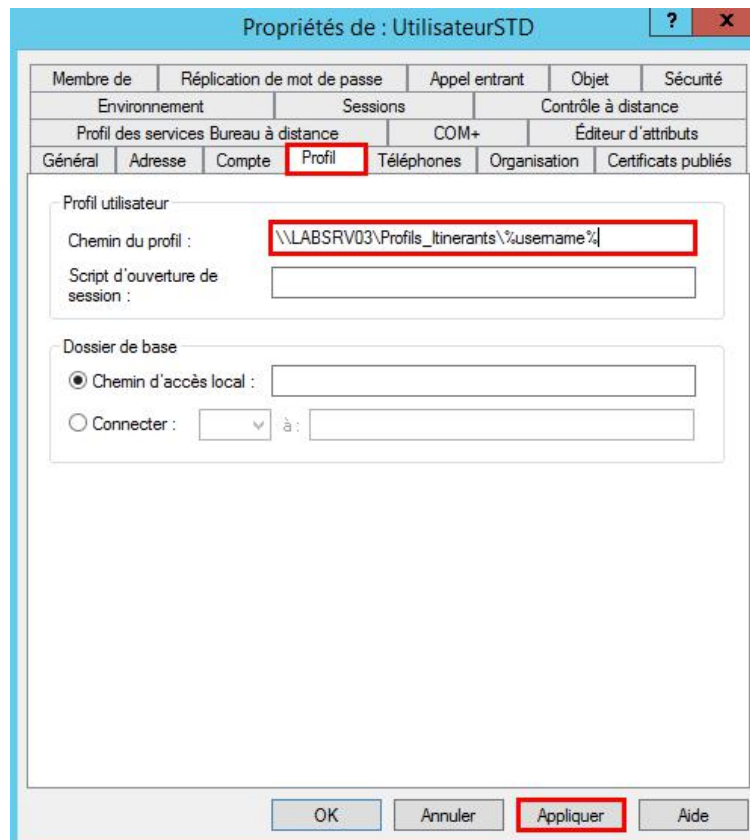 Propriétés de : UtilisateurSTD
? x
Membre de Réplication de mot de passe Appel entrant Objet Sécurité
Environnement Sessions Contrôle à distance
Profil des services Bureau à distance COM+ Éditeur d'attributs
Général Adresse Compte Profil Téléphones Organisation Certificats publiés
Profil utilisateur
Chemin du profil : \\LABSRV03\Profils_Itinerants\%username%
Script d'ouverture de
session :
Dossier de base
Chemin d'accès local :
Connecter : à :
OK Annuler Appliquer Aide